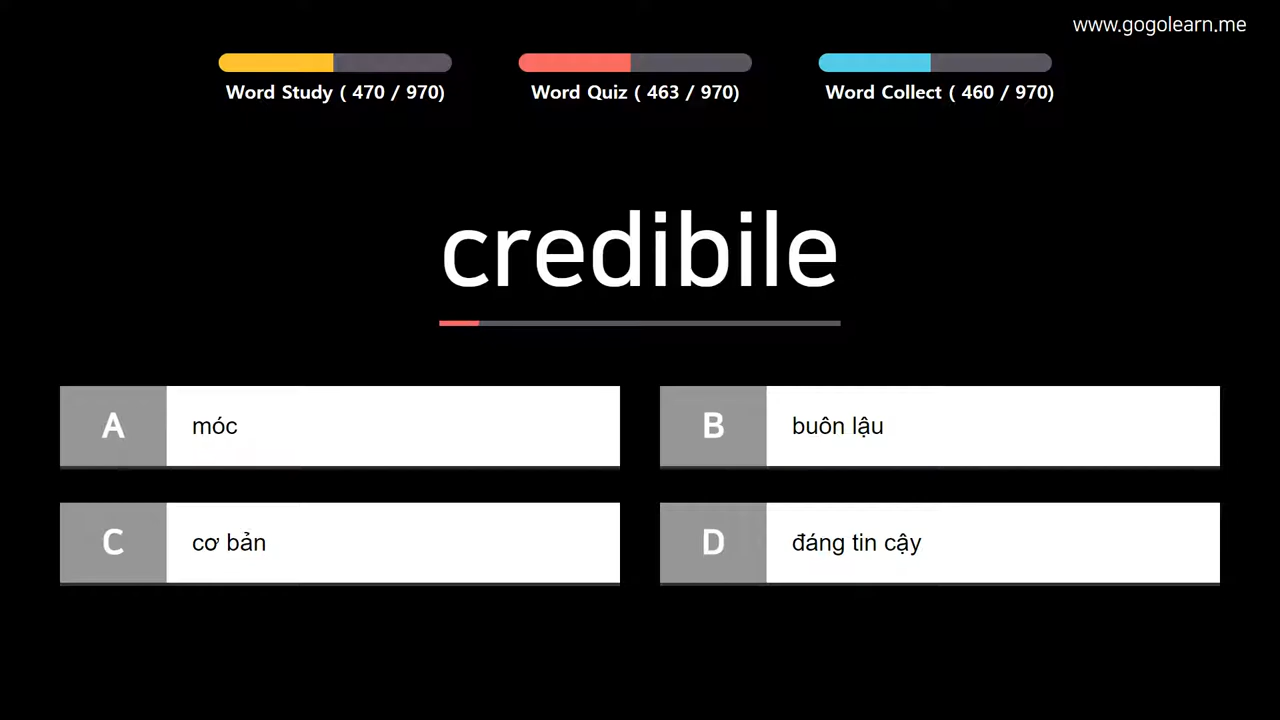 www.gogolearn.me
Word Study ( 470 / 970)
Word Quiz ( 463 / 970)
Word Collect ( 460 / 970)
credibile
A móc
B buôn lậu
C cơ bản
D đáng tin cậy